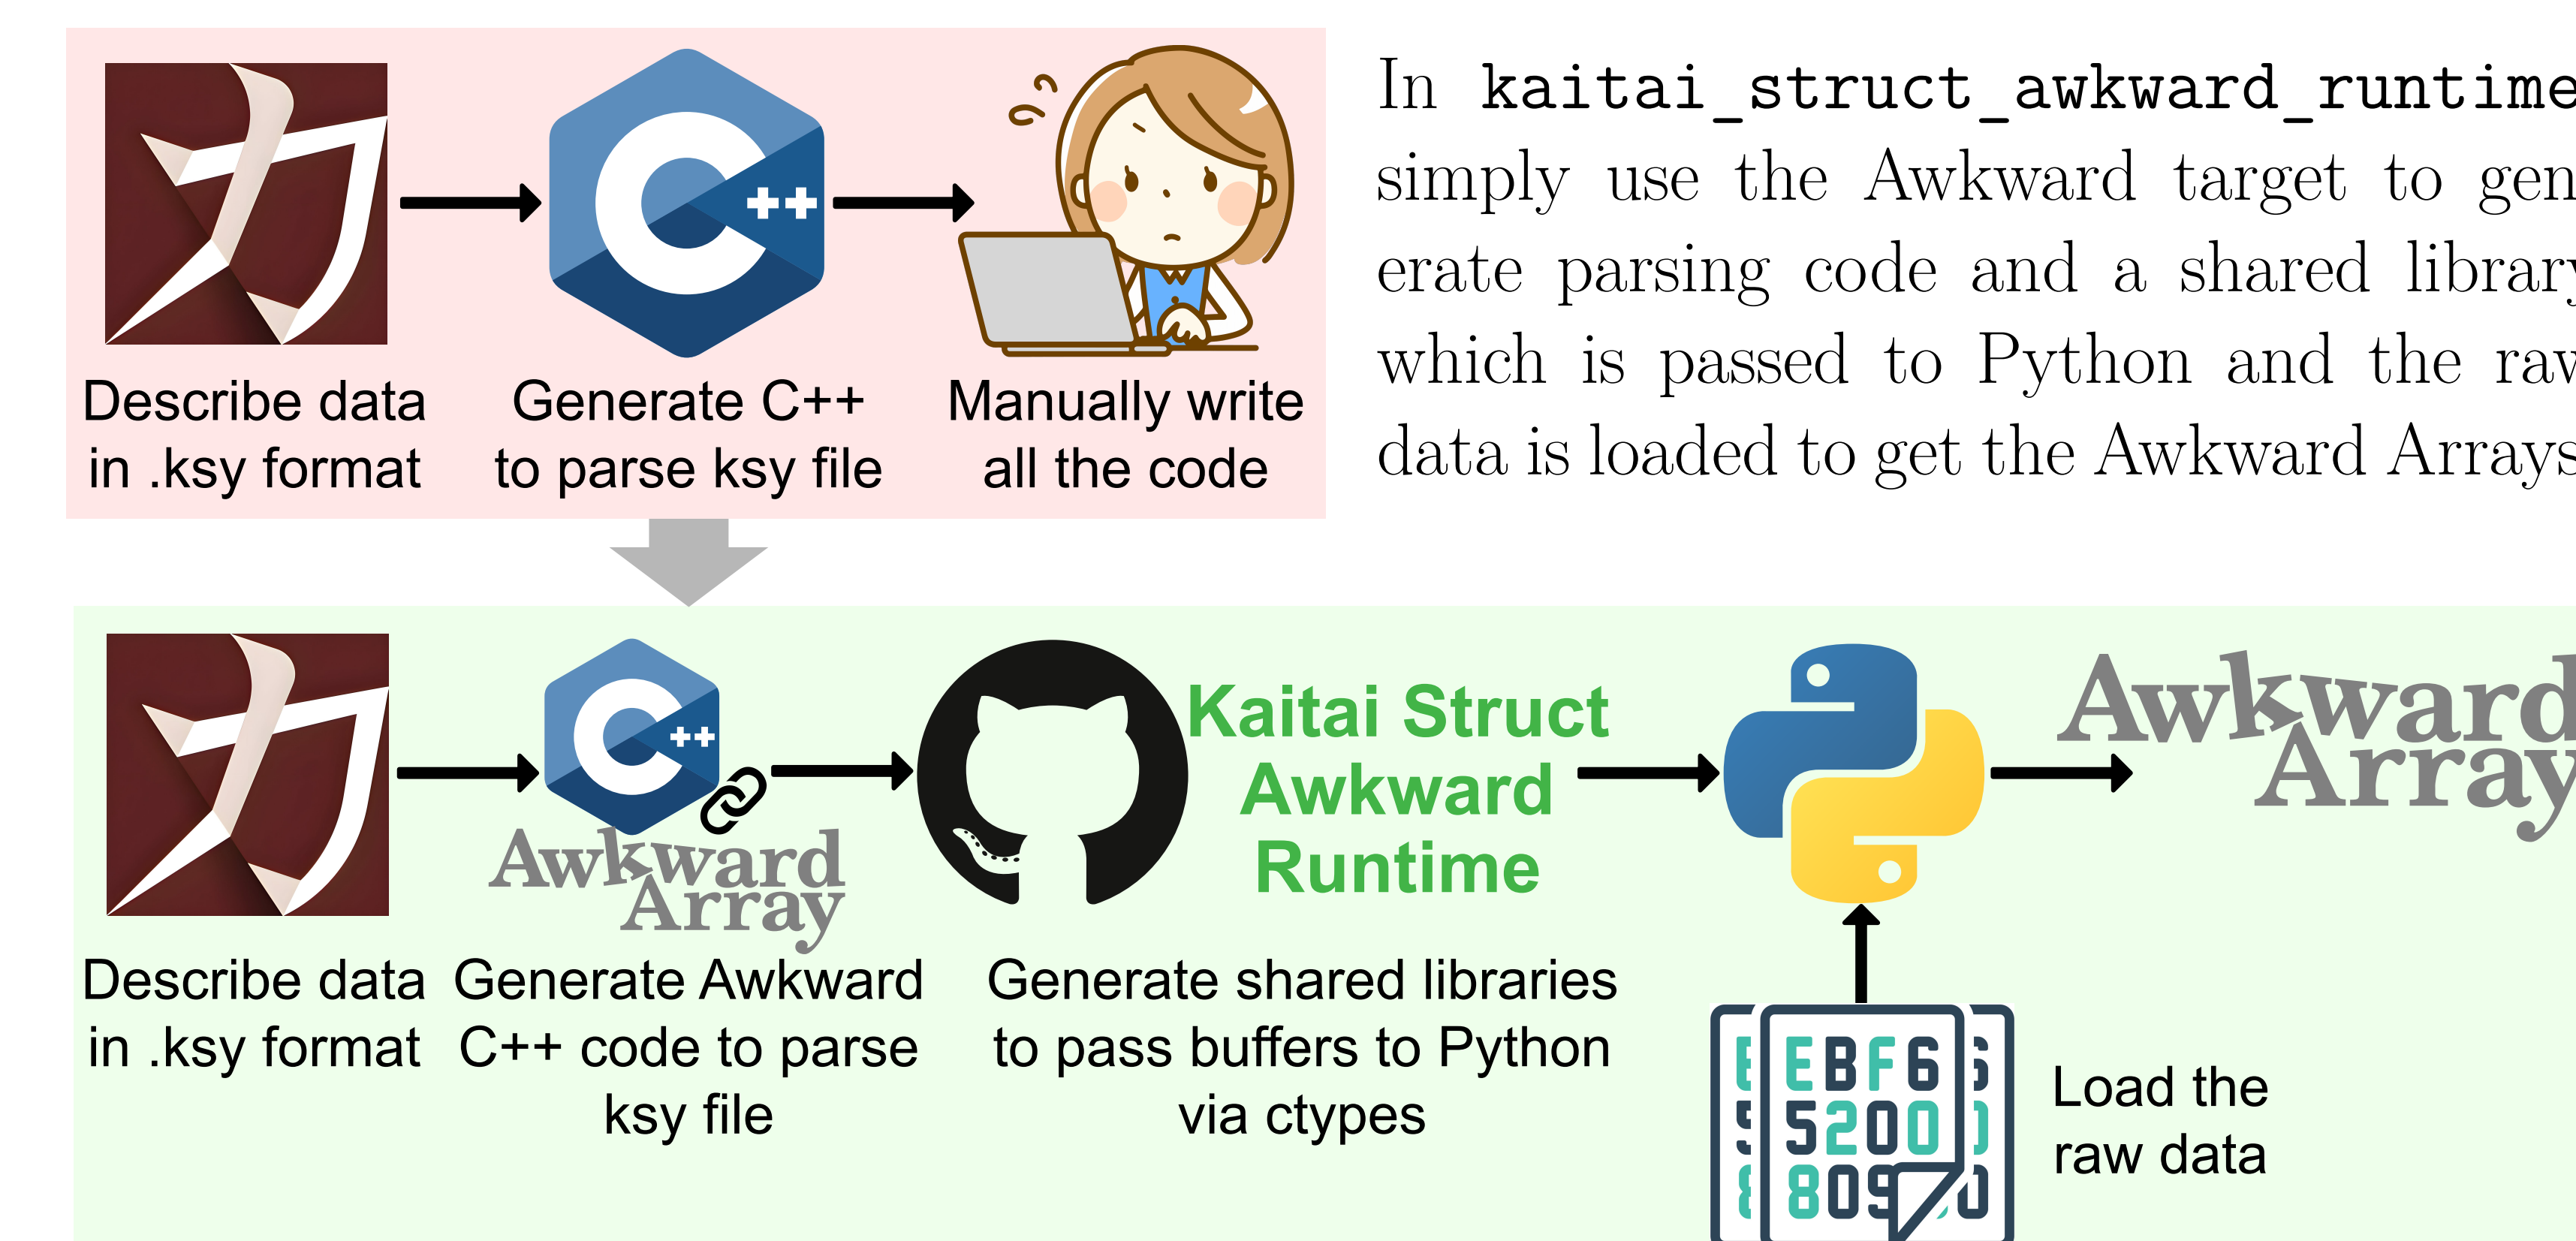 Describe data
in .ksy format
Generate C++
to parse ksy file
Manually write
all the code
In kaitai_struct_awkward_runtime
simply use the Awkward target to gen
erate parsing code and a shared library
which is passed to Python and the raw
data is loaded to get the Awkward Arrays
++
++
Awkward
Array
Kaitai Struct
Awkward
Runtime
Awkward
Array
Describe data
in .ksy format
Generate Awkward
C++ code to parse
ksy file
Generate shared libraries
to pass buffers to Python
via ctypes
EBF6
5200
809
Load the
raw data